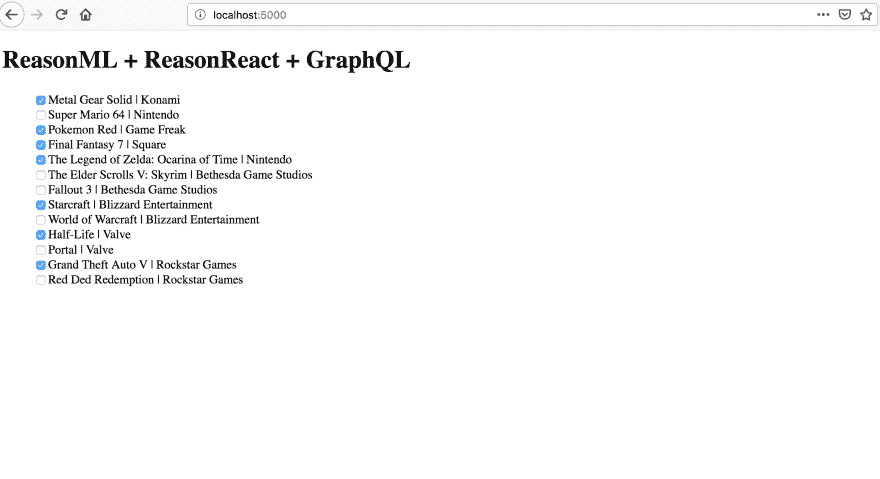 localhost:5000
ReasonML + ReasonReact + GraphQL
Metal Gear Solid | Konami
Super Mario 64 | Nintendo
Pokemon Red | Game Freak
Final Fantasy 7 | Square
The Legend of Zelda: Ocarina of Time | Nintendo
The Elder Scrolls V: Skyrim | Bethesda Game Studios
Fallout 3 | Bethesda Game Studios
Starcraft | Blizzard Entertainment
World of Warcraft | Blizzard Entertainment
Half-Life | Valve
Portal | Valve
Grand Theft Auto V | Rockstar Games
Red Ded Redemption | Rockstar Games